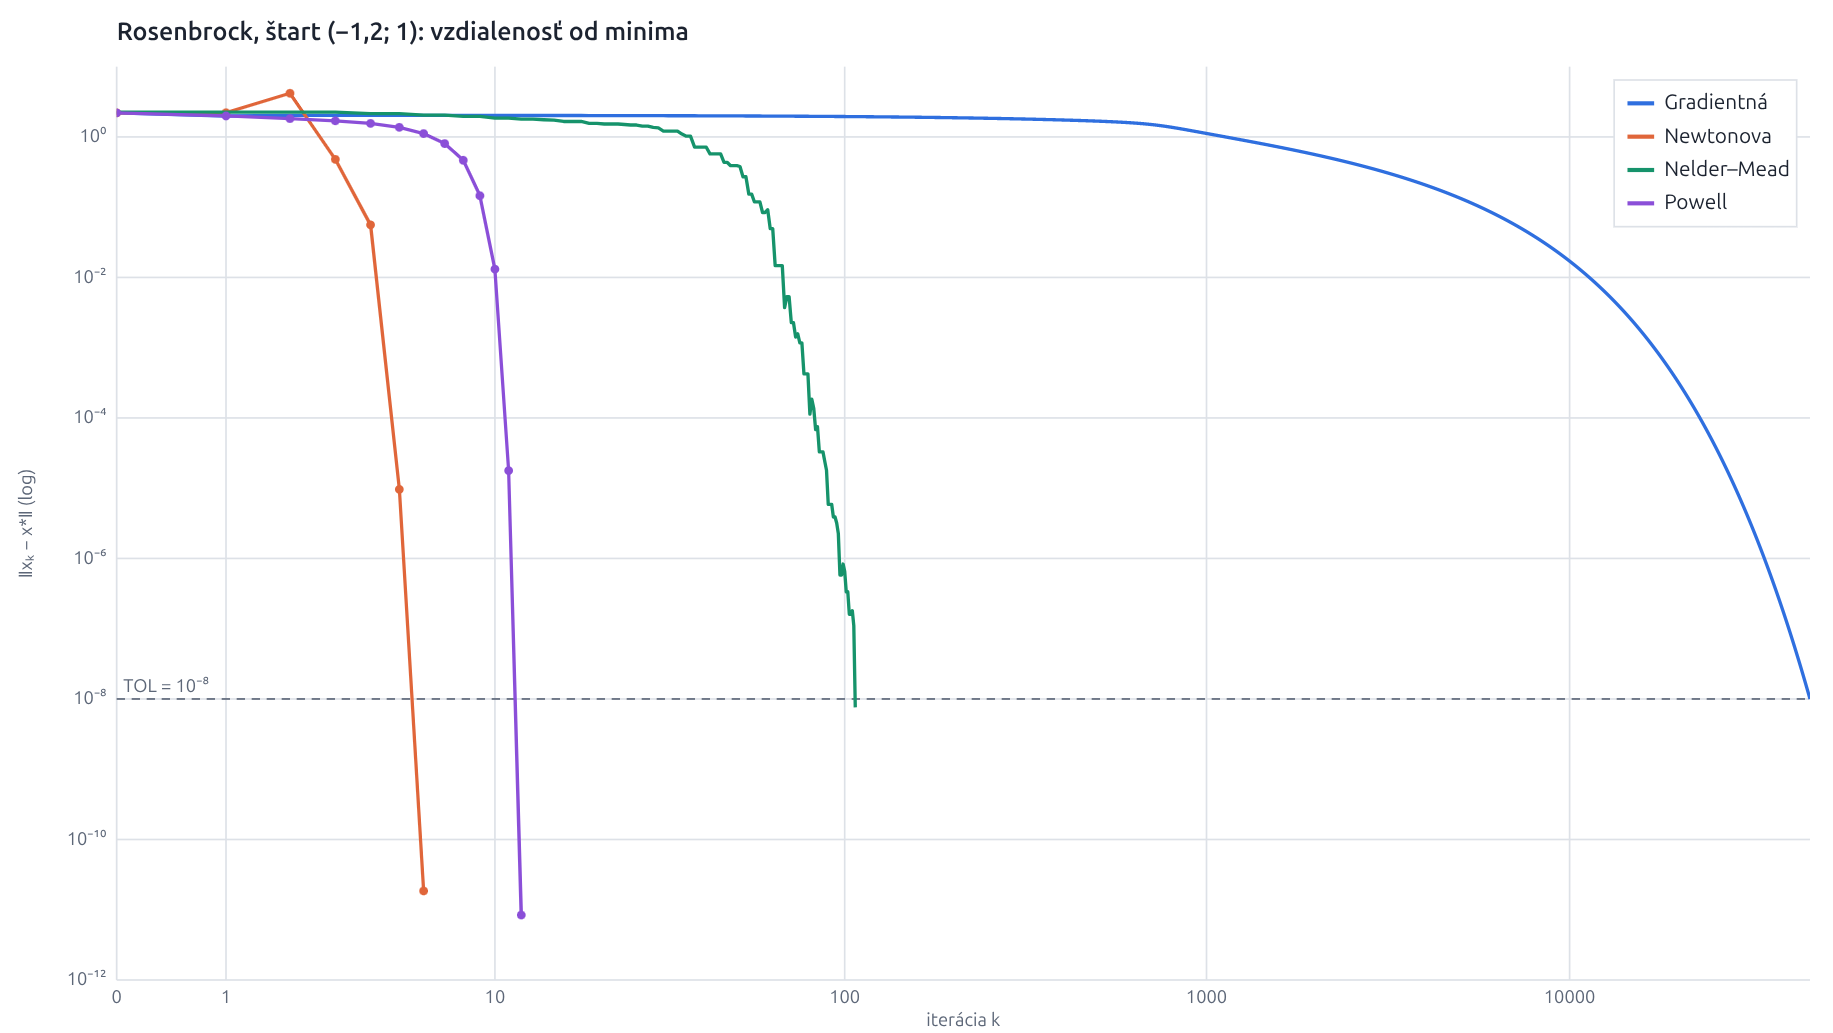 Rosenbrock, štart (−1,2; 1): vzdialenosť od minima
Gradientná
Newtonova
Nelder–Mead
Powell
10⁰
10⁻²
10⁻⁴
10⁻⁶
10⁻⁸
10⁻¹⁰
10⁻¹²
‖xₖ − x*‖ (log)
TOL = 10⁻⁸
0 1 10 100 1000 10000
iterácia k